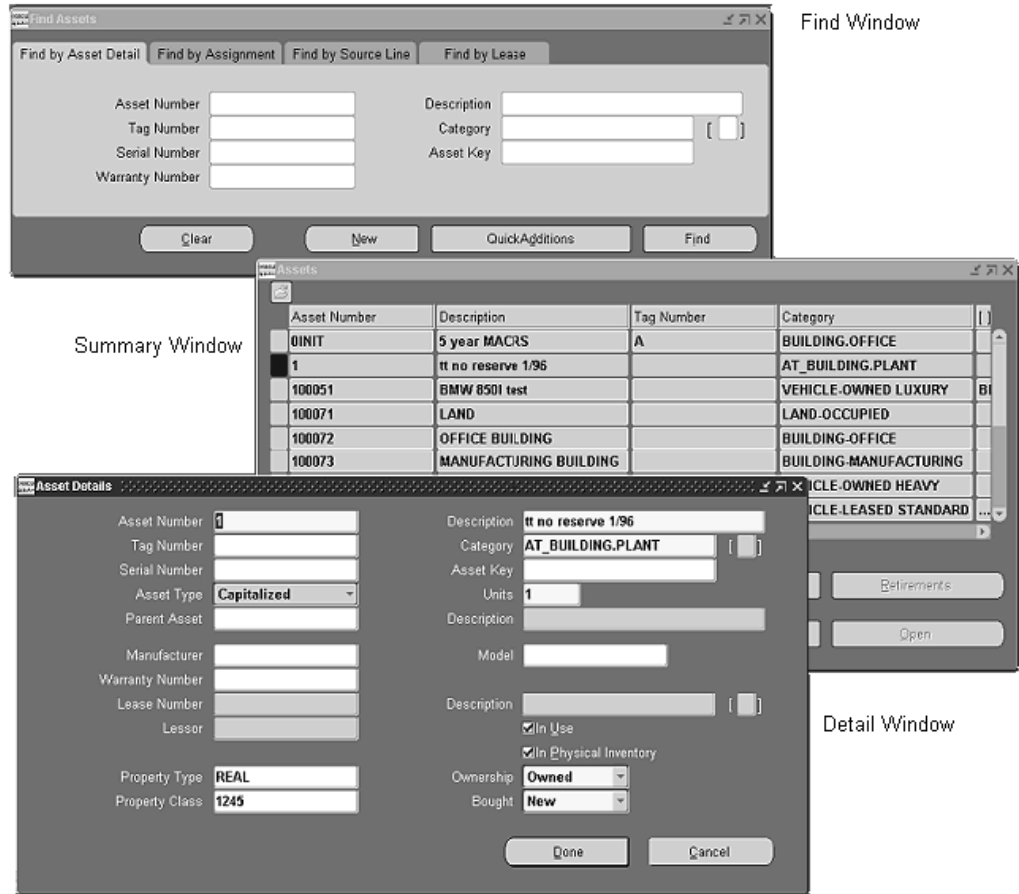 Find Assets
Find Window
Find by Asset Detail Find by Assignment Find by Source Line Find by Lease
Asset Number Description
Tag Number Category [ ]
Serial Number Asset Key
Warranty Number
Clear New QuickAdditions Find
Assets
Summary Window
Asset Number Description Tag Number Category [ ]
0INIT 5 year MACRS A BUILDING.OFFICE
1 tt no reserve 1/96 AT_BUILDING.PLANT
100051 BMW 850I test VEHICLE-OWNED LUXURY
100071 LAND LAND-OCCUPIED
100072 OFFICE BUILDING BUILDING-OFFICE
100073 MANUFACTURING BUILDING BUILDING-MANUFACTURING
ICLE-OWNED HEAVY
ICLE-LEASED STANDARD ...
Retirements
Open
Detail Window
Asset Details
Asset Number 1 Description tt no reserve 1/96
Tag Number Category AT_BUILDING.PLANT [ ]
Serial Number Asset Key
Asset Type Capitalized Units 1
Parent Asset Description
Manufacturer Model
Warranty Number
Lease Number Description [ ]
Lessor In Use
In Physical Inventory
Property Type REAL Ownership Owned
Property Class 1245 Bought New
Done Cancel